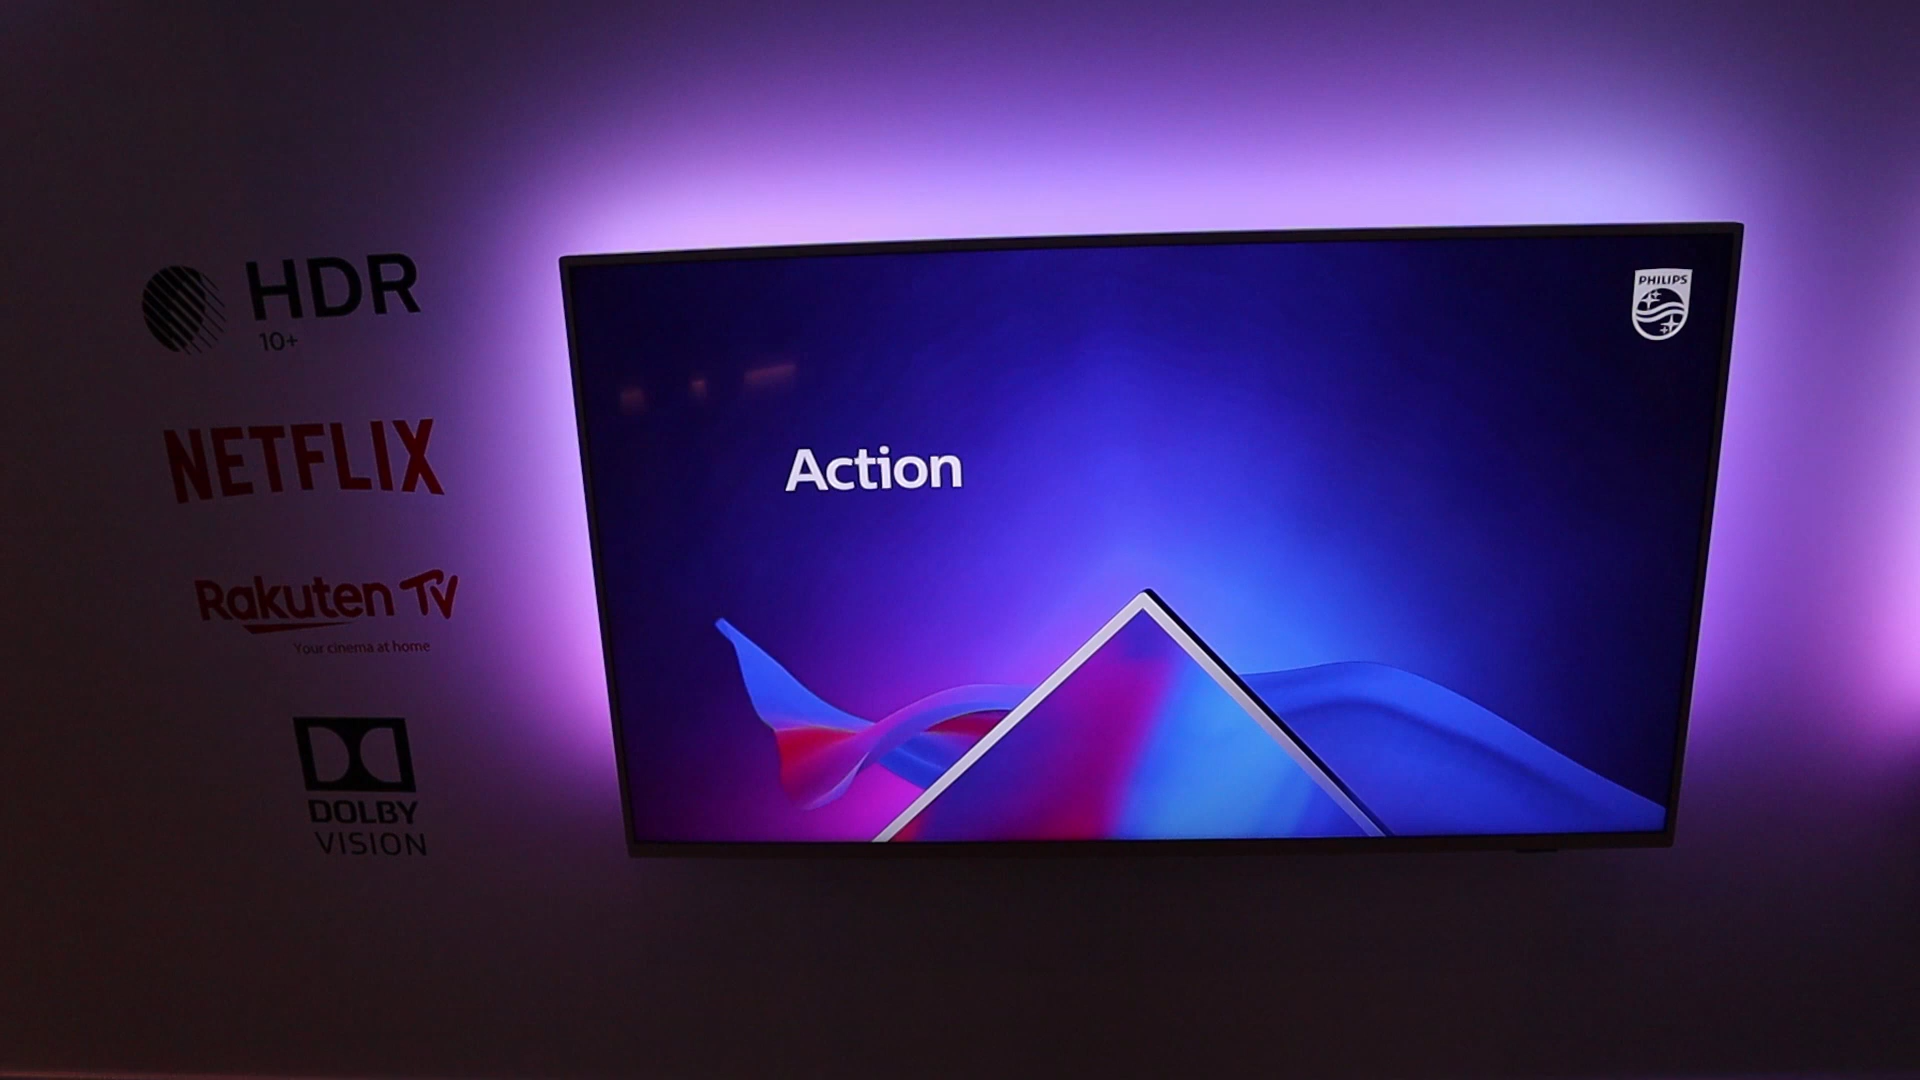 HDR
10+
NETFLIX
Rakuten TV
Your cinema at home
DOLBY
VISION
Action
PHILIPS